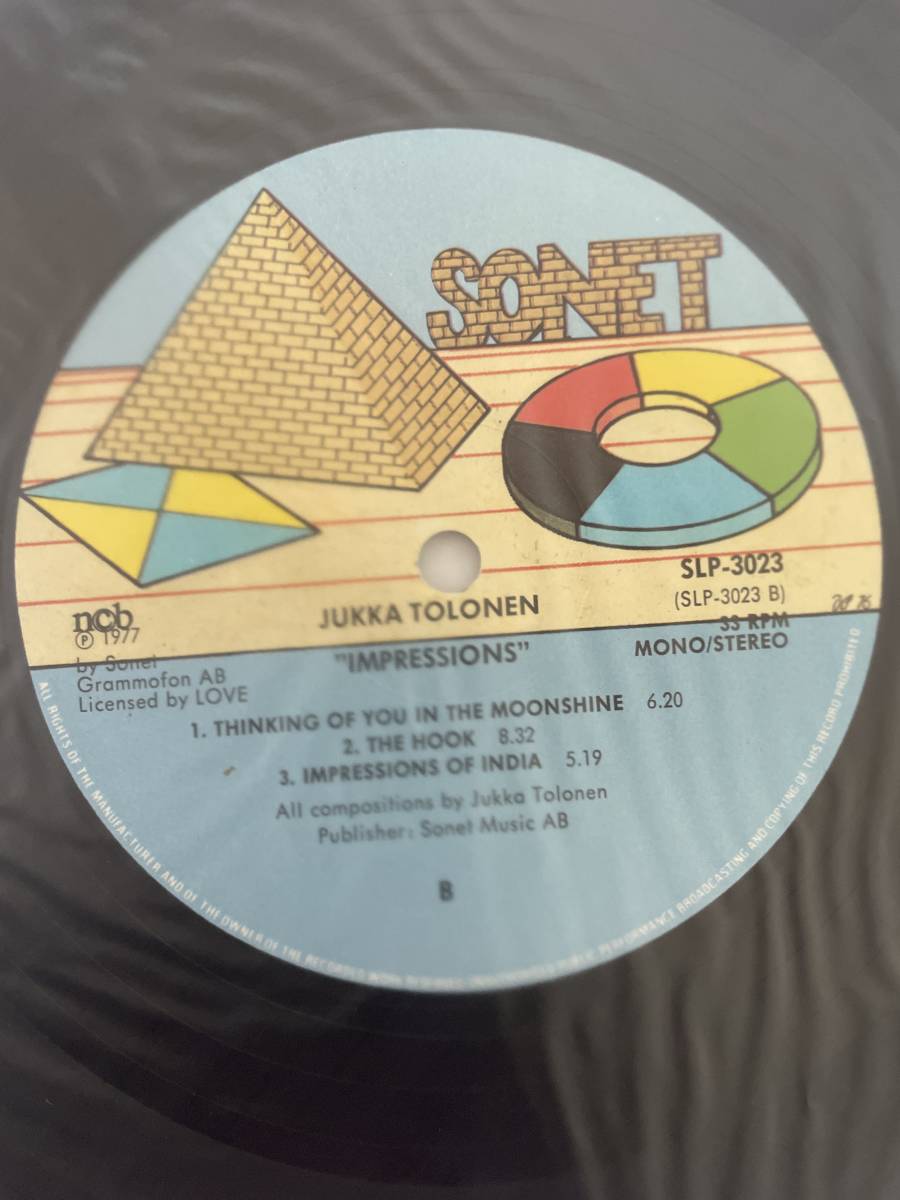 SONET
SLP-3023
(SLP-3023 B)
33 RPM
MONO/STEREO
ncb
Ⓟ 1977
by Sonet
Grammofon AB
Licensed by LOVE
JUKKA TOLONEN
"IMPRESSIONS"
1. THINKING OF YOU IN THE MOONSHINE 6.20
2. THE HOOK 8.32
3. IMPRESSIONS OF INDIA 5.19
All compositions by Jukka Tolonen
Publisher: Sonet Music AB
B
ALL RIGHTS OF THE MANUFACTURER AND OF THE OWNER OF THE RECORDED WORK RESERVED. UNAUTHORISED PUBLIC PERFORMANCE BROADCASTING AND COPYING OF THIS RECORD PROHIBITED